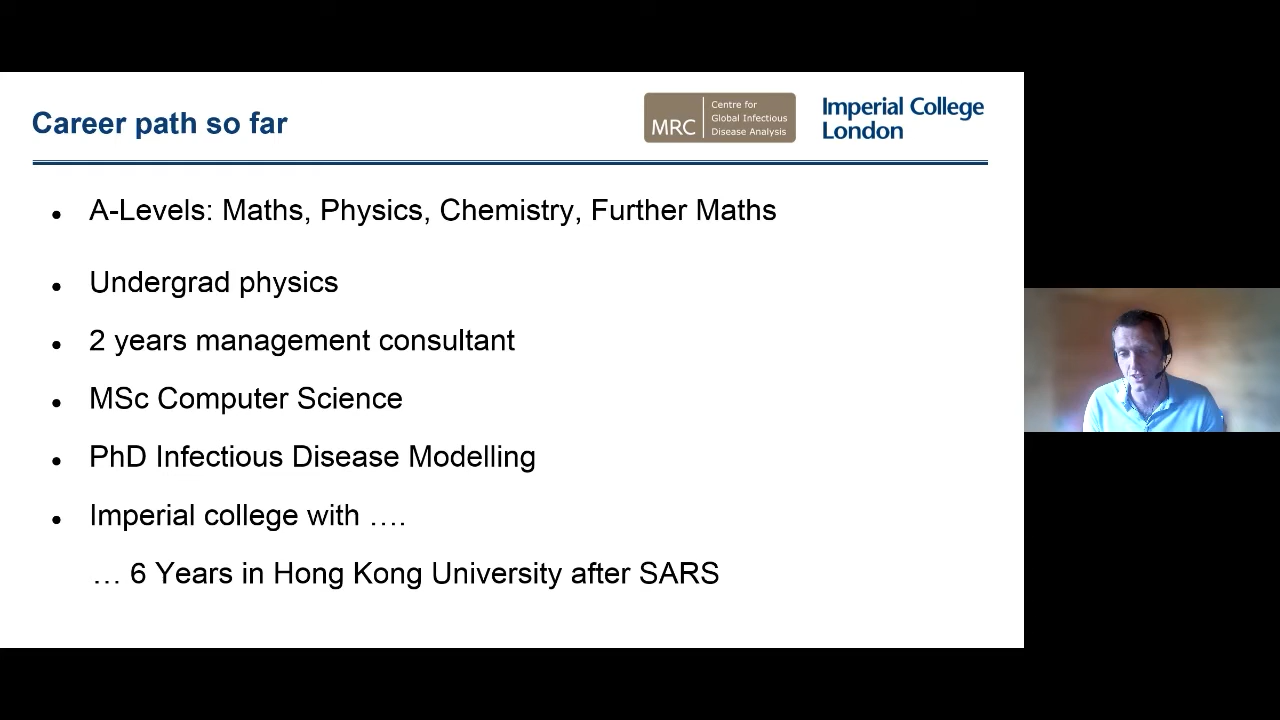 Career path so far
MRC
Centre for
Global Infectious
Disease Analysis
Imperial College
London
• A-Levels: Maths, Physics, Chemistry, Further Maths
• Undergrad physics
• 2 years management consultant
• MSc Computer Science
• PhD Infectious Disease Modelling
• Imperial college with ….
… 6 Years in Hong Kong University after SARS